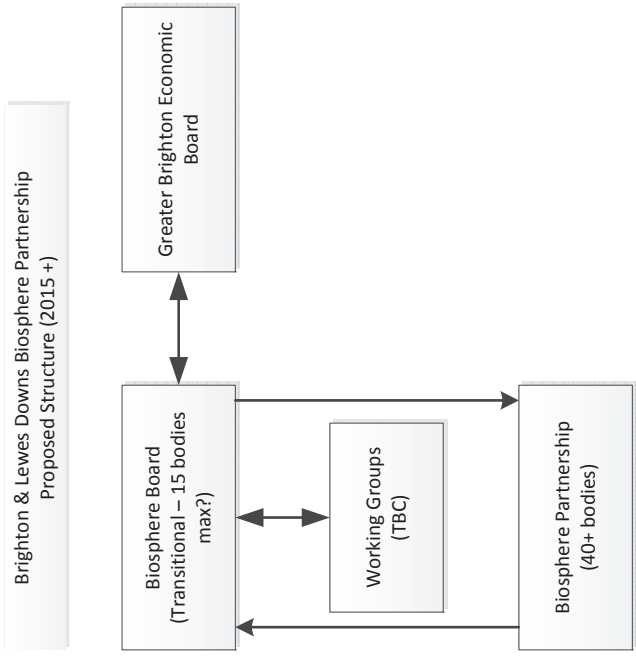 Brighton & Lewes Downs Biosphere Partnership
Proposed Structure (2015 +)
Biosphere Board
(Transitional – 15 bodies
max?)
Greater Brighton Economic
Board
Working Groups
(TBC)
Biosphere Partnership
(40+ bodies)